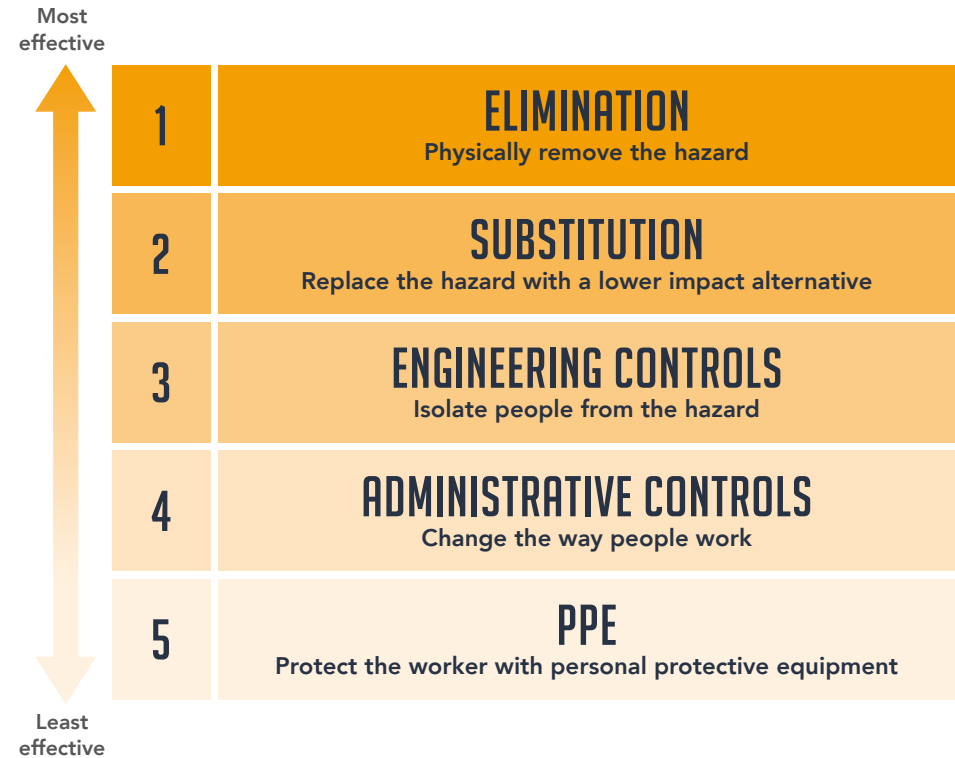 Most
effective
1
ELIMINATION
Physically remove the hazard
2
SUBSTITUTION
Replace the hazard with a lower impact alternative
3
ENGINEERING CONTROLS
Isolate people from the hazard
4
ADMINISTRATIVE CONTROLS
Change the way people work
5
PPE
Protect the worker with personal protective equipment
Least
effective